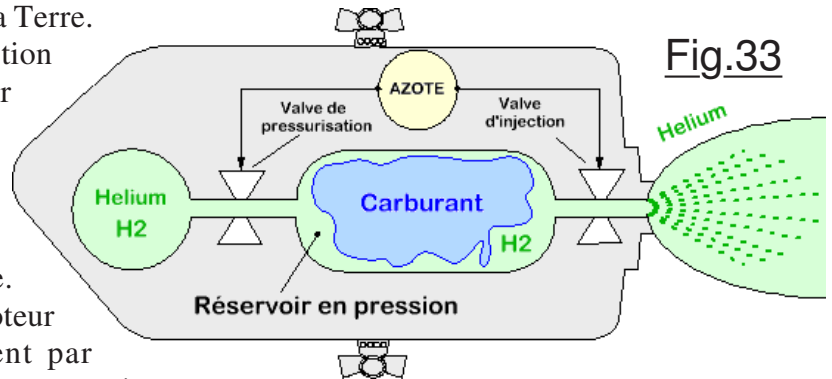 a Terre.
tion
r
e.
oteur
ent par
Fig.33
AZOTE
Valve de
pressurisation
Valve
d'injection
Helium
Helium
H2
Carburant
H2
Réservoir en pression